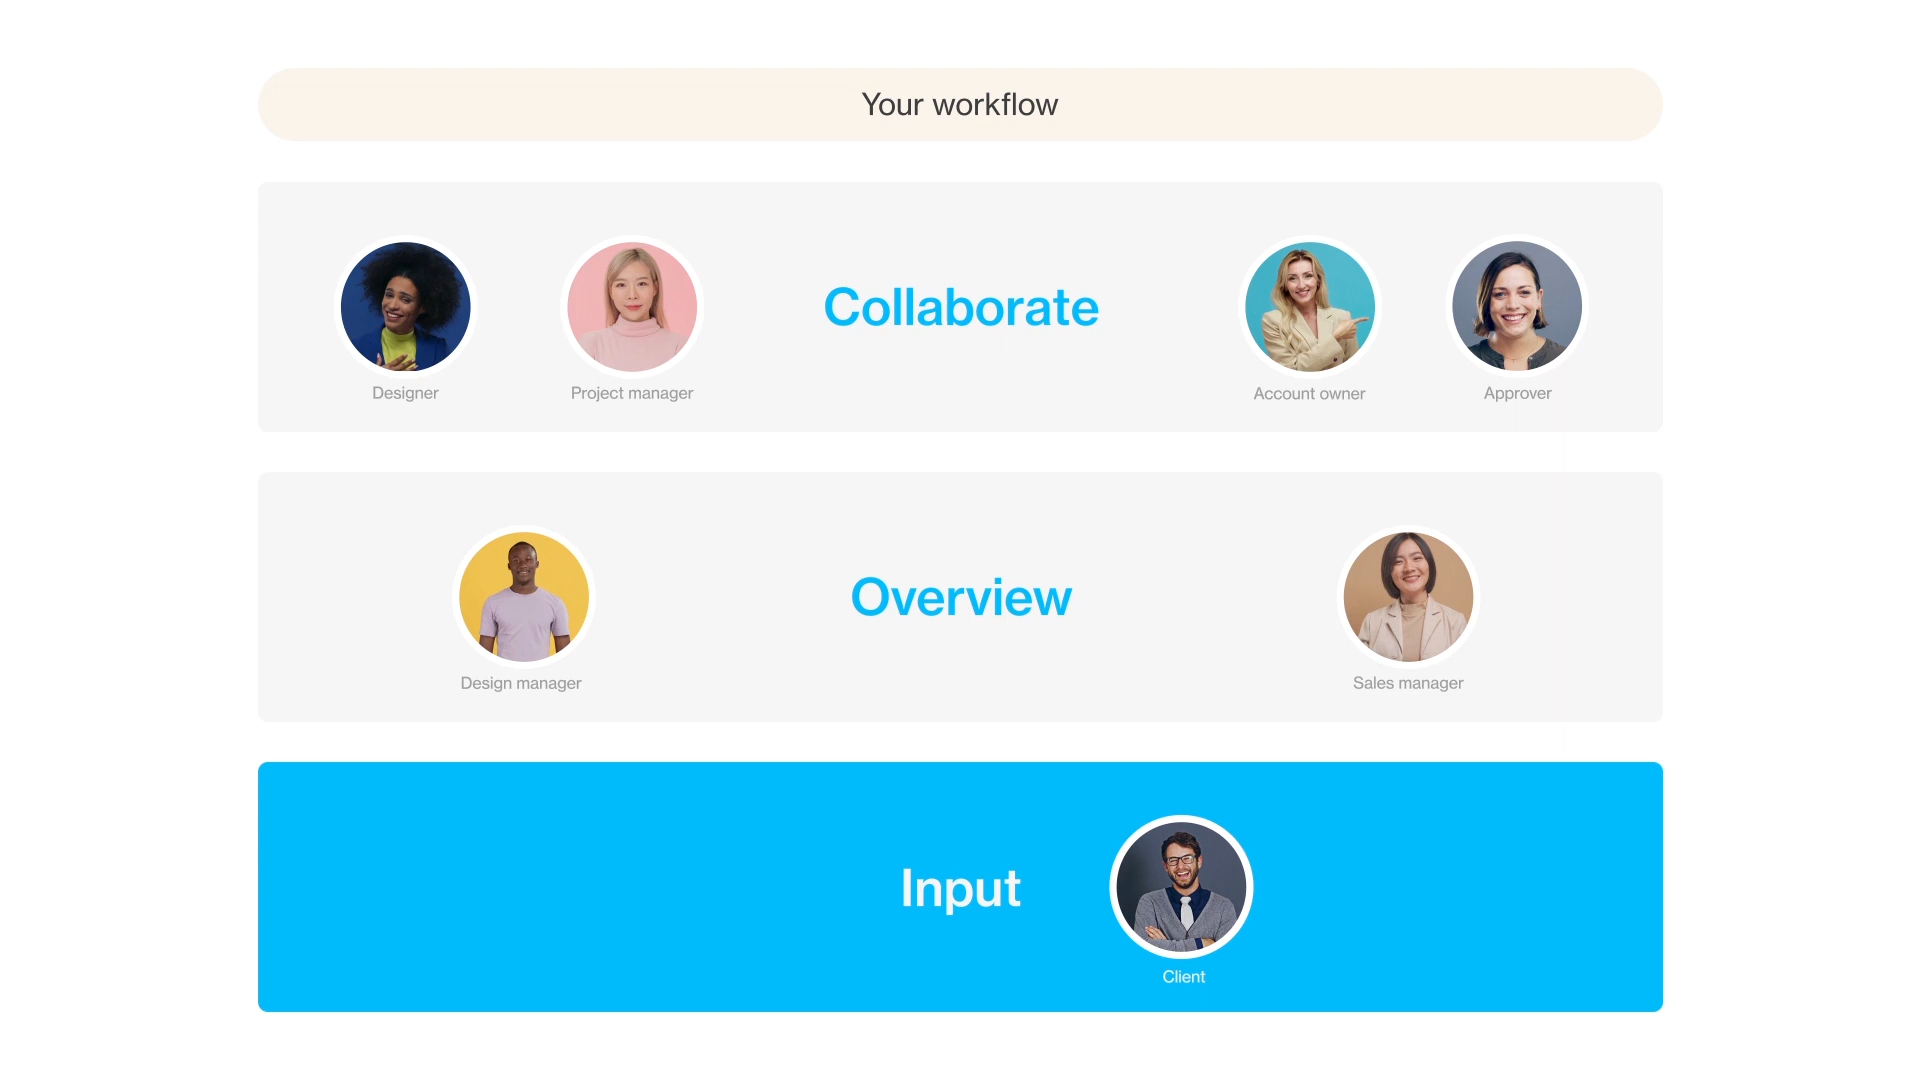 Your workflow
Collaborate
Designer
Project manager
Account owner
Approver
Overview
Design manager
Sales manager
Input
Client